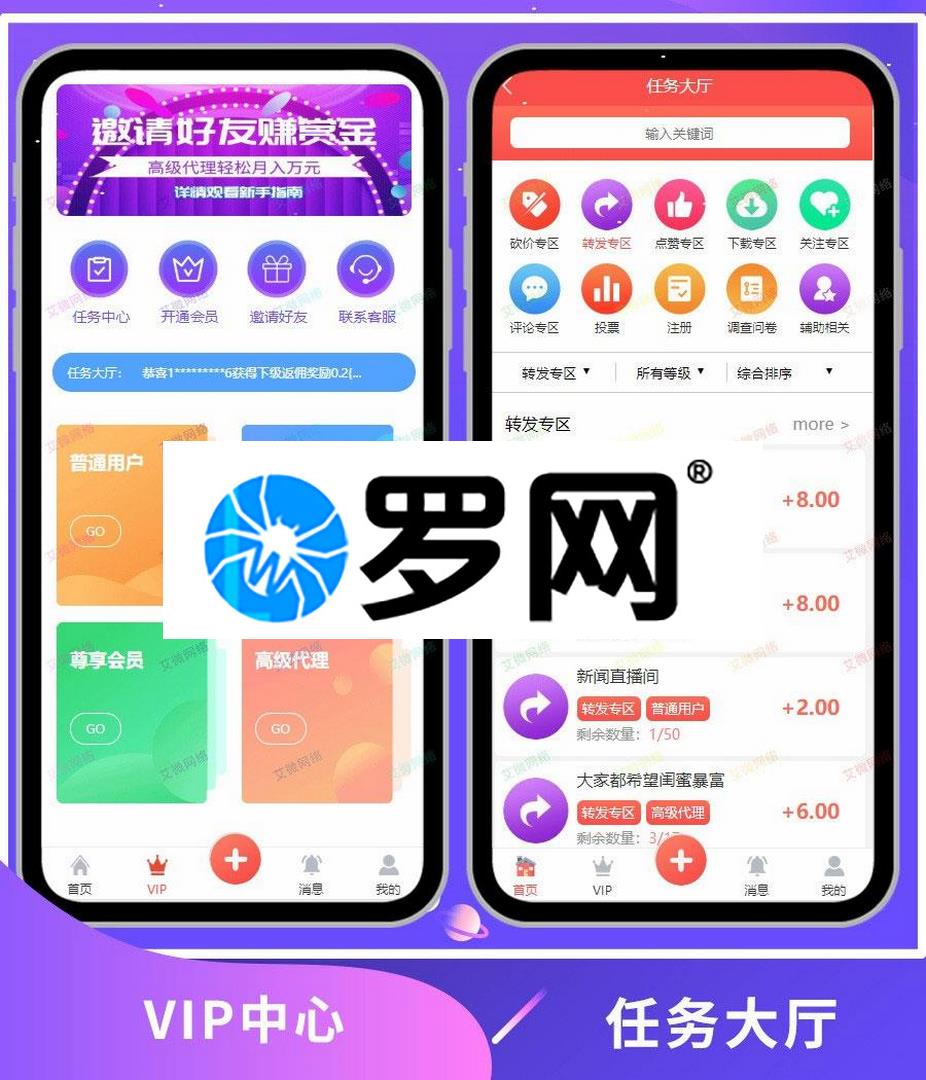 邀请好友赚赏金
高级代理轻松月入万元
详情观看新手指南
任务中心
开通会员
邀请好友
联系客服
任务大厅： 恭喜1*********6获得下级返佣奖励0.2(...
普通用户
GO
尊享会员
GO
高级代理
GO
首页
VIP
消息
我的
任务大厅
输入关键词
砍价专区
转发专区
点赞专区
下载专区
关注专区
评论专区
投票
注册
调查问卷
辅助相关
转发专区
所有等级
综合排序
转发专区
more >
+8.00
+8.00
新闻直播间
转发专区 普通用户
+2.00
剩余数量：1/50
大家都希望闺蜜暴富
转发专区 高级代理
+6.00
剩余数量：3/1
首页
VIP
消息
我的
罗网®
艾微网络
VIP中心
任务大厅